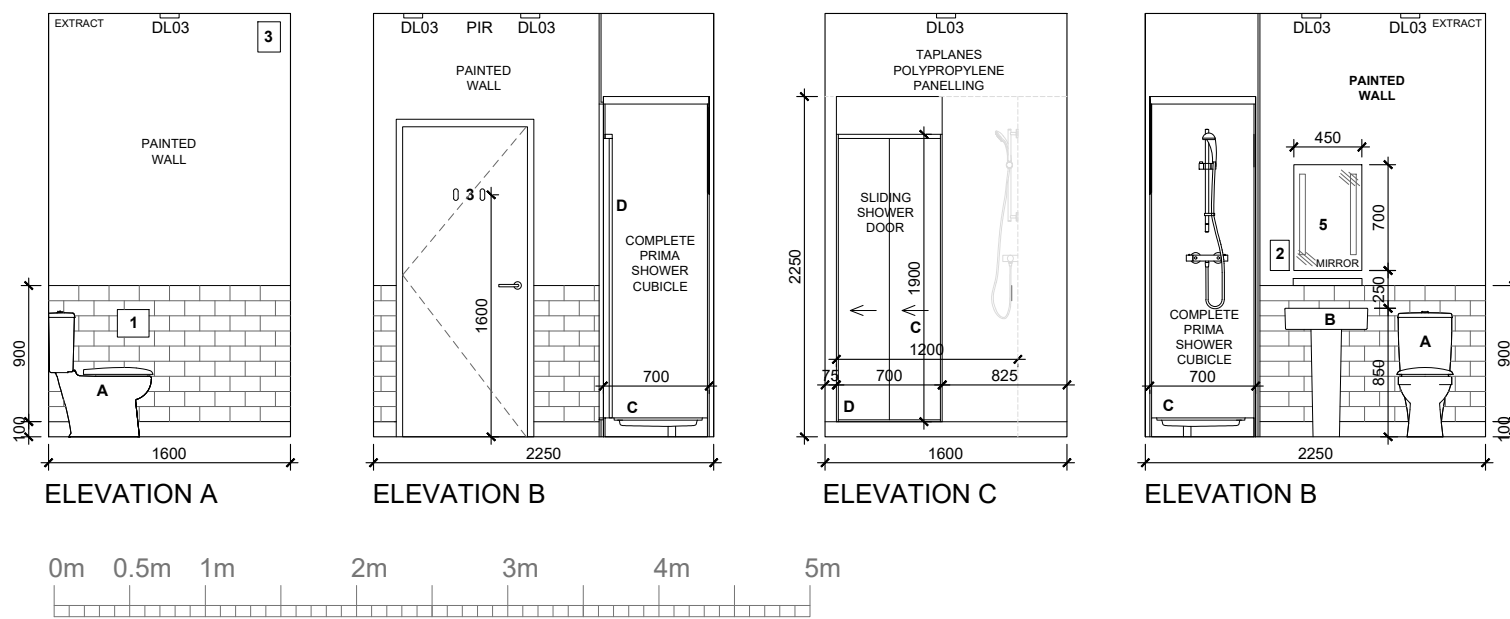 EXTRACT
DL03
3
PAINTED
WALL
1
A
900
100
1600
ELEVATION A
DL03 PIR DL03
PAINTED
WALL
3
D
COMPLETE
PRIMA
SHOWER
CUBICLE
1600
700
C
2250
ELEVATION B
DL03
TAPLANES
POLYPROPYLENE
PANELLING
SLIDING
SHOWER
DOOR
2250
1900
C
1200
75 700 825
D
1600
ELEVATION C
DL03 DL03 EXTRACT
PAINTED
WALL
450
700
5
2
MIRROR
250
B
A
COMPLETE
PRIMA
SHOWER
CUBICLE
850
900
700
C
100
2250
ELEVATION B
0m 0.5m 1m 2m 3m 4m 5m